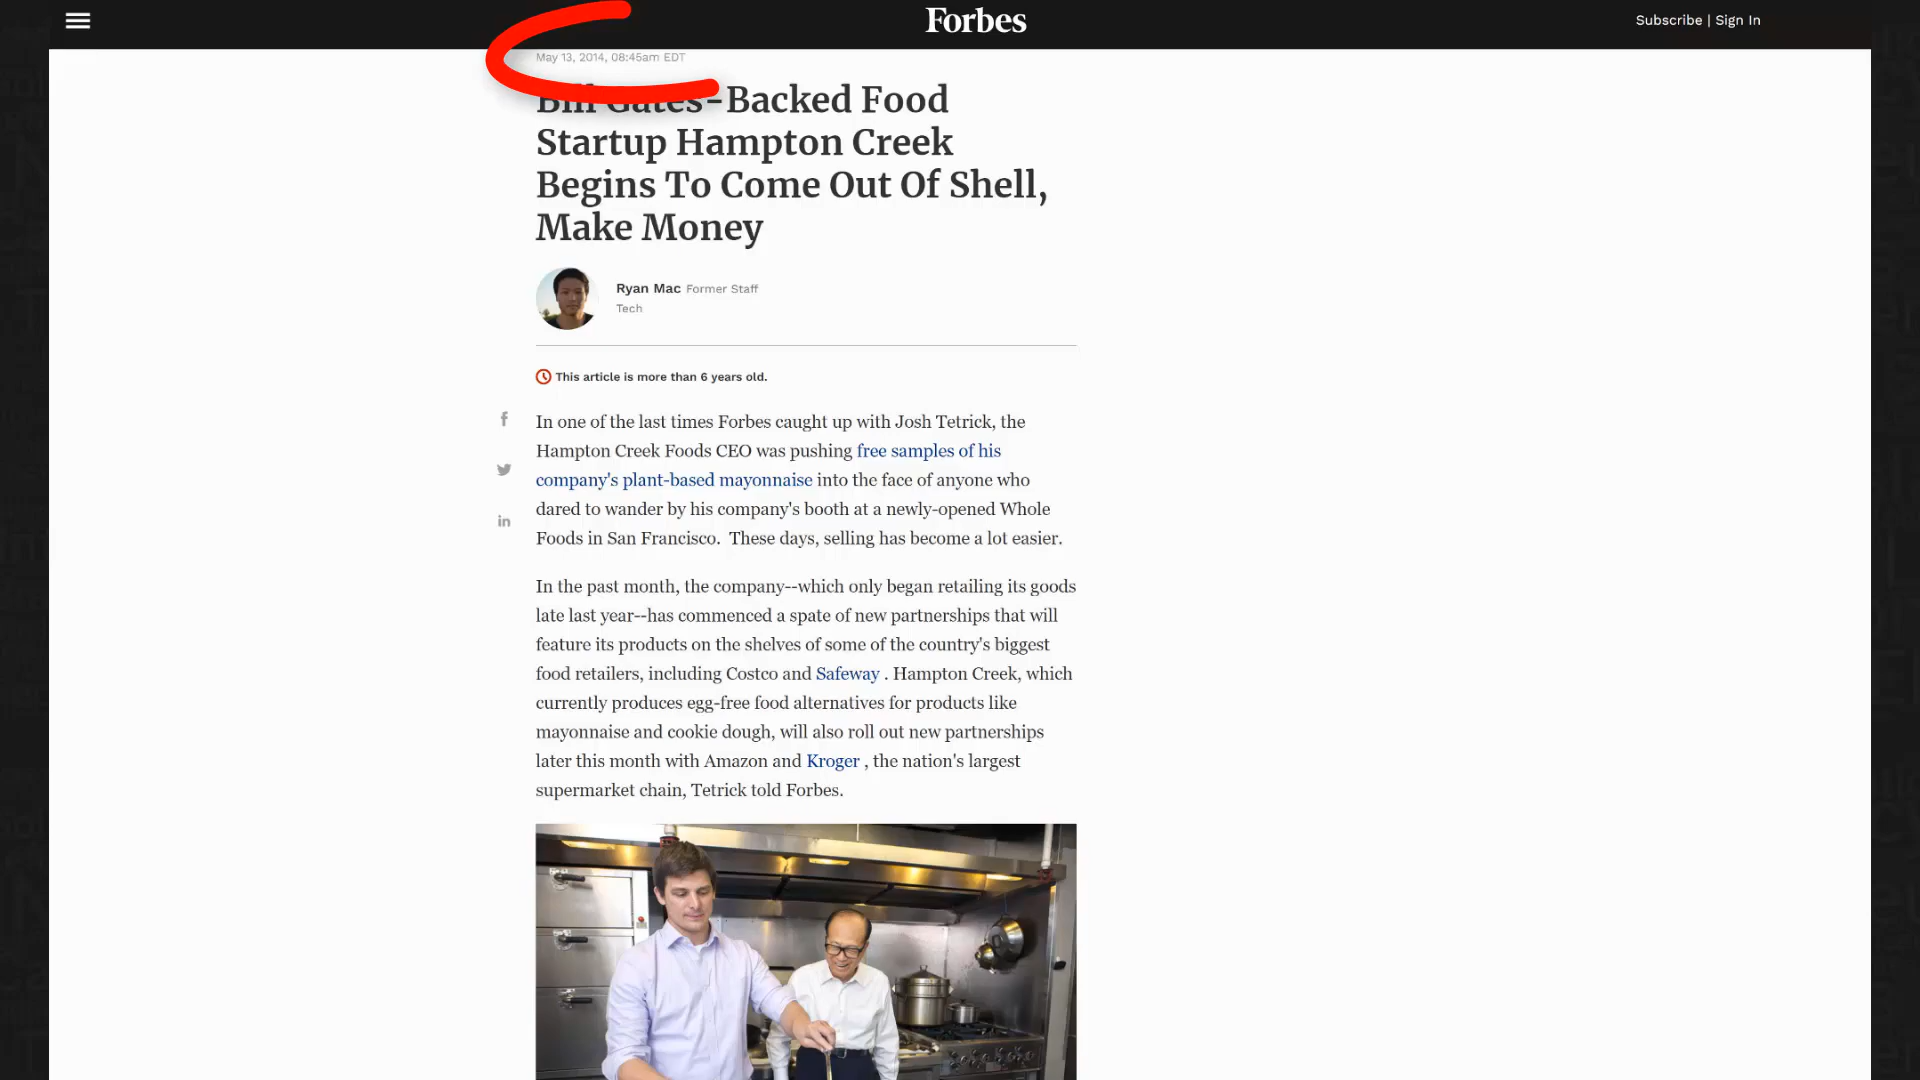 Forbes
Subscribe | Sign In
May 13, 2014, 08:45am EDT
Bill Gates-Backed Food
Startup Hampton Creek
Begins To Come Out Of Shell,
Make Money
Ryan Mac Former Staff
Tech
This article is more than 6 years old.
In one of the last times Forbes caught up with Josh Tetrick, the
Hampton Creek Foods CEO was pushing free samples of his
company's plant-based mayonnaise into the face of anyone who
dared to wander by his company's booth at a newly-opened Whole
Foods in San Francisco.  These days, selling has become a lot easier.
In the past month, the company--which only began retailing its goods
late last year--has commenced a spate of new partnerships that will
feature its products on the shelves of some of the country's biggest
food retailers, including Costco and Safeway . Hampton Creek, which
currently produces egg-free food alternatives for products like
mayonnaise and cookie dough, will also roll out new partnerships
later this month with Amazon and Kroger , the nation's largest
supermarket chain, Tetrick told Forbes.